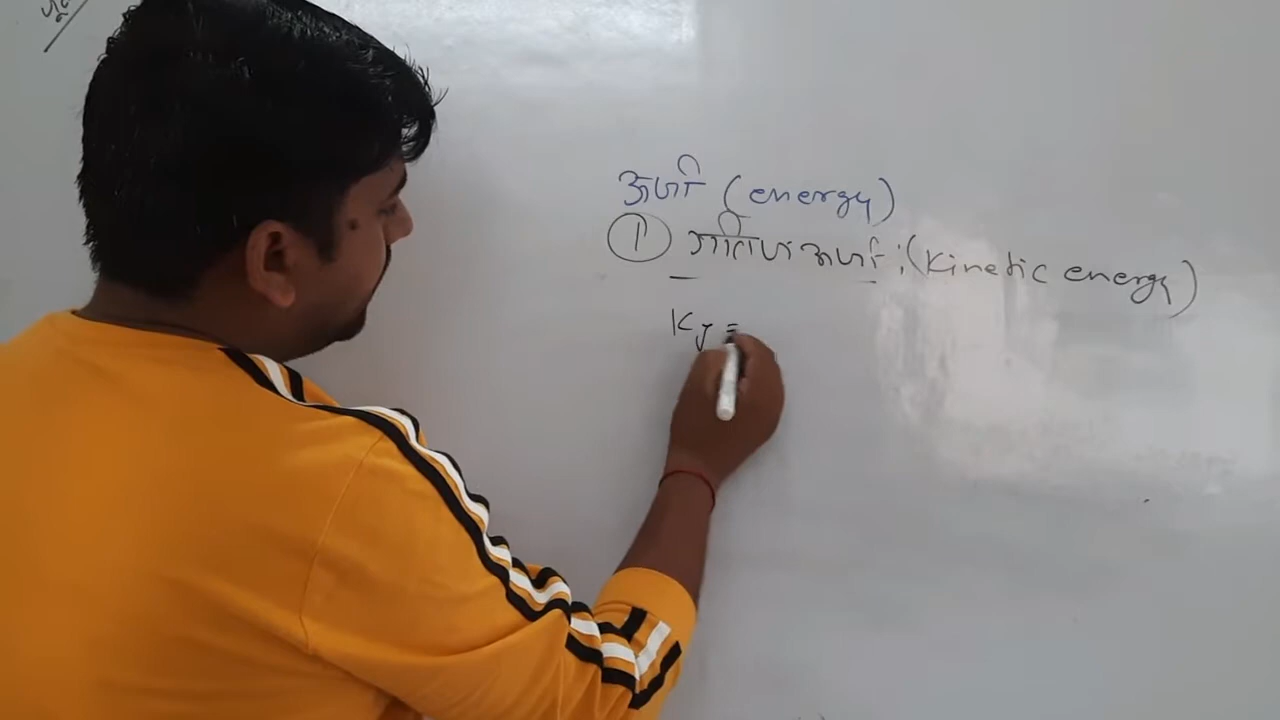 ऊर्जा (energy)
① गतिज ऊर्जा :(Kinetic energy)
K =